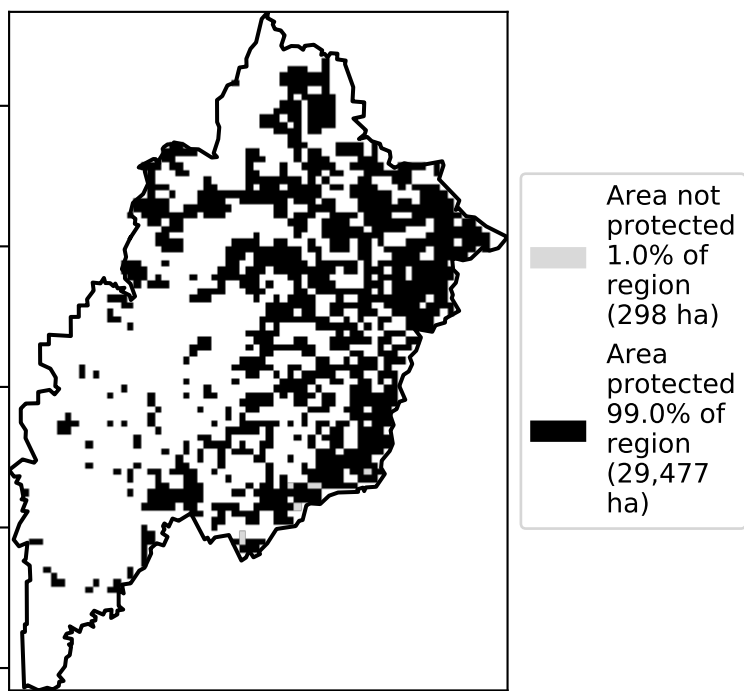 Area not
protected
1.0% of
region
(298 ha)
Area
protected
99.0% of
region
(29,477
ha)